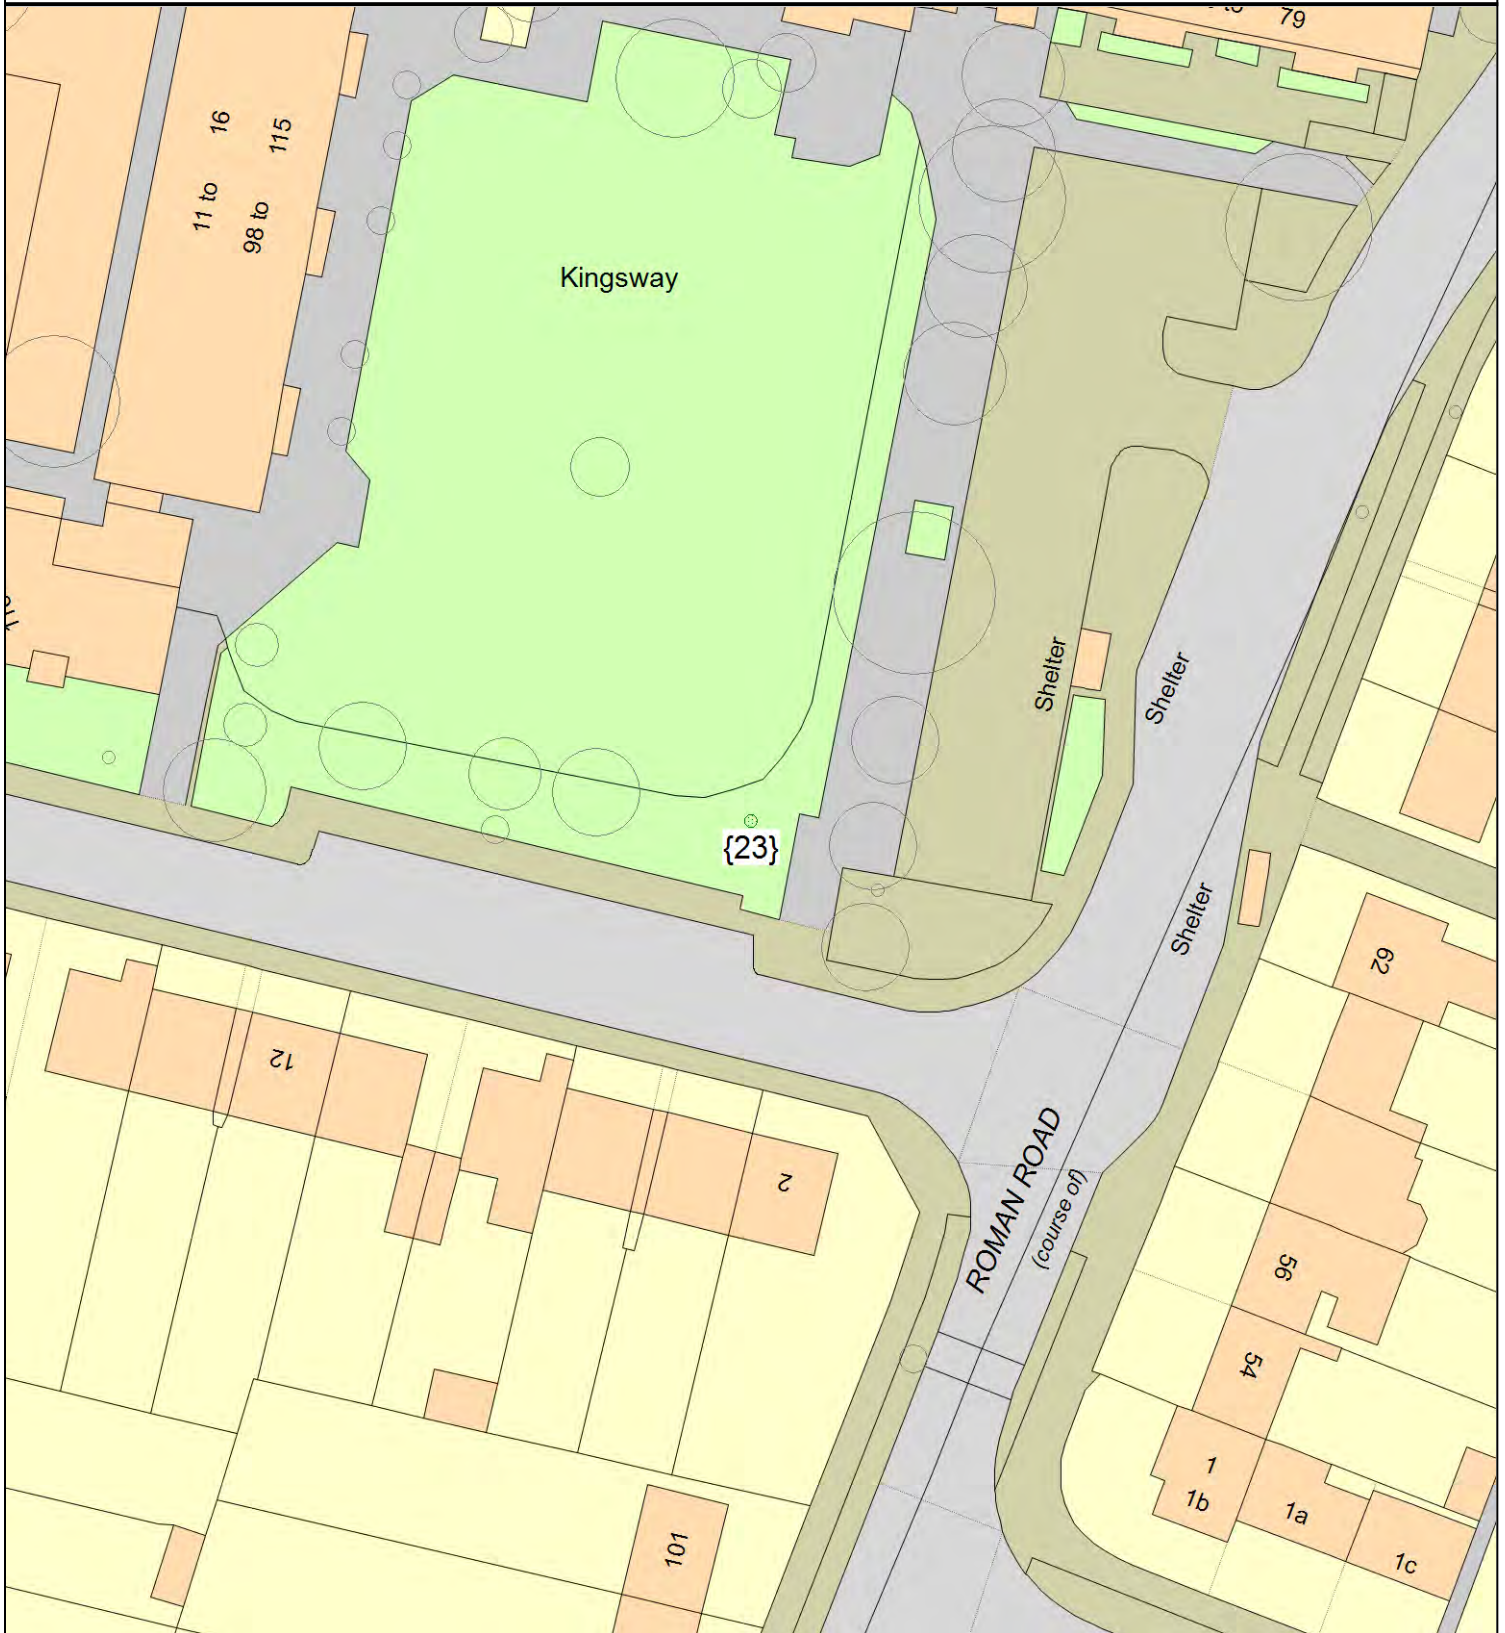 79
16
115
11 to
98 to
Kingsway
Shelter
Shelter
{23}
Shelter
62
12
2
ROMAN ROAD
(course of)
56
54
1
1b
1a
1c
101